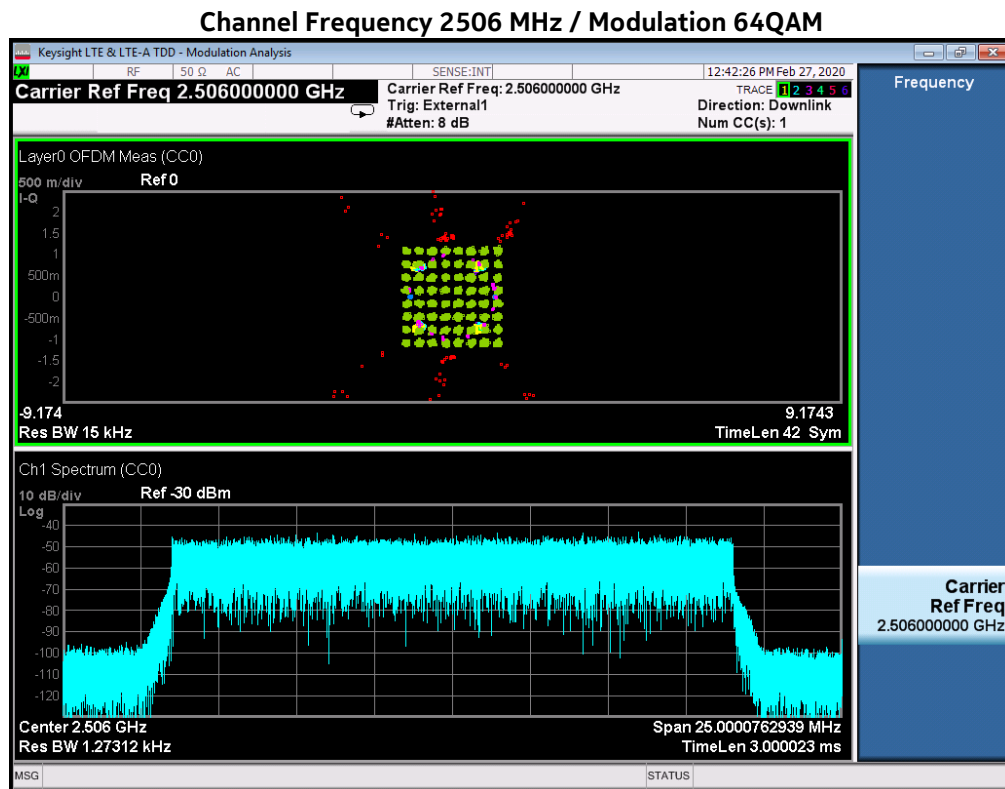 Channel Frequency 2506 MHz / Modulation 64QAM
Keysight LTE & LTE-A TDD - Modulation Analysis
LXI RF 50 Ω AC SENSE:INT 12:42:26 PM Feb 27, 2020
Carrier Ref Freq 2.506000000 GHz
Carrier Ref Freq: 2.506000000 GHz
Trig: External1
#Atten: 8 dB
TRACE 1 2 3 4 5 6
Direction: Downlink
Num CC(s): 1
Frequency
Layer0 OFDM Meas (CC0)
500 m/div Ref 0
I-Q
2
1.5
1
500m
0
-500m
-1
-1.5
-2
-9.174 9.1743
Res BW 15 kHz TimeLen 42 Sym
Ch1 Spectrum (CC0)
10 dB/div Ref -30 dBm
Log
-40
-50
-60
-70
-80
-90
-100
-110
-120
Center 2.506 GHz Span 25.0000762939 MHz
Res BW 1.27312 kHz TimeLen 3.000023 ms
Carrier
Ref Freq
2.506000000 GHz
MSG STATUS